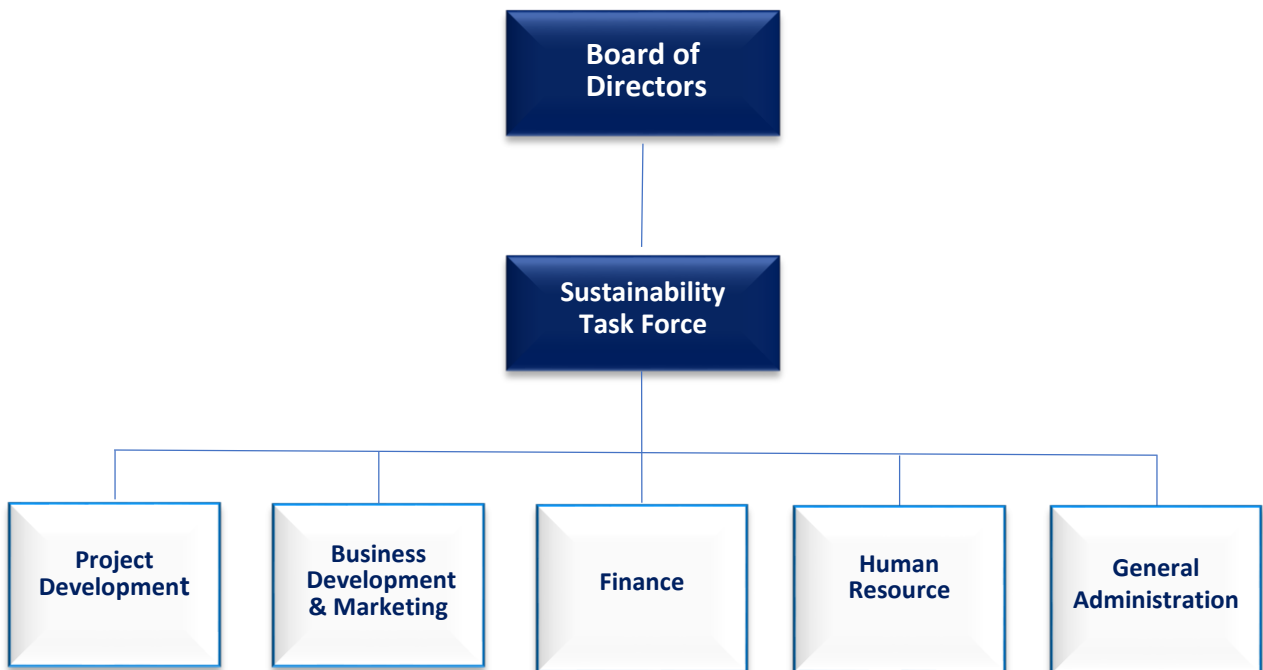 Board of
Directors
Sustainability
Task Force
Project
Development
Business
Development
& Marketing
Finance
Human
Resource
General
Administration